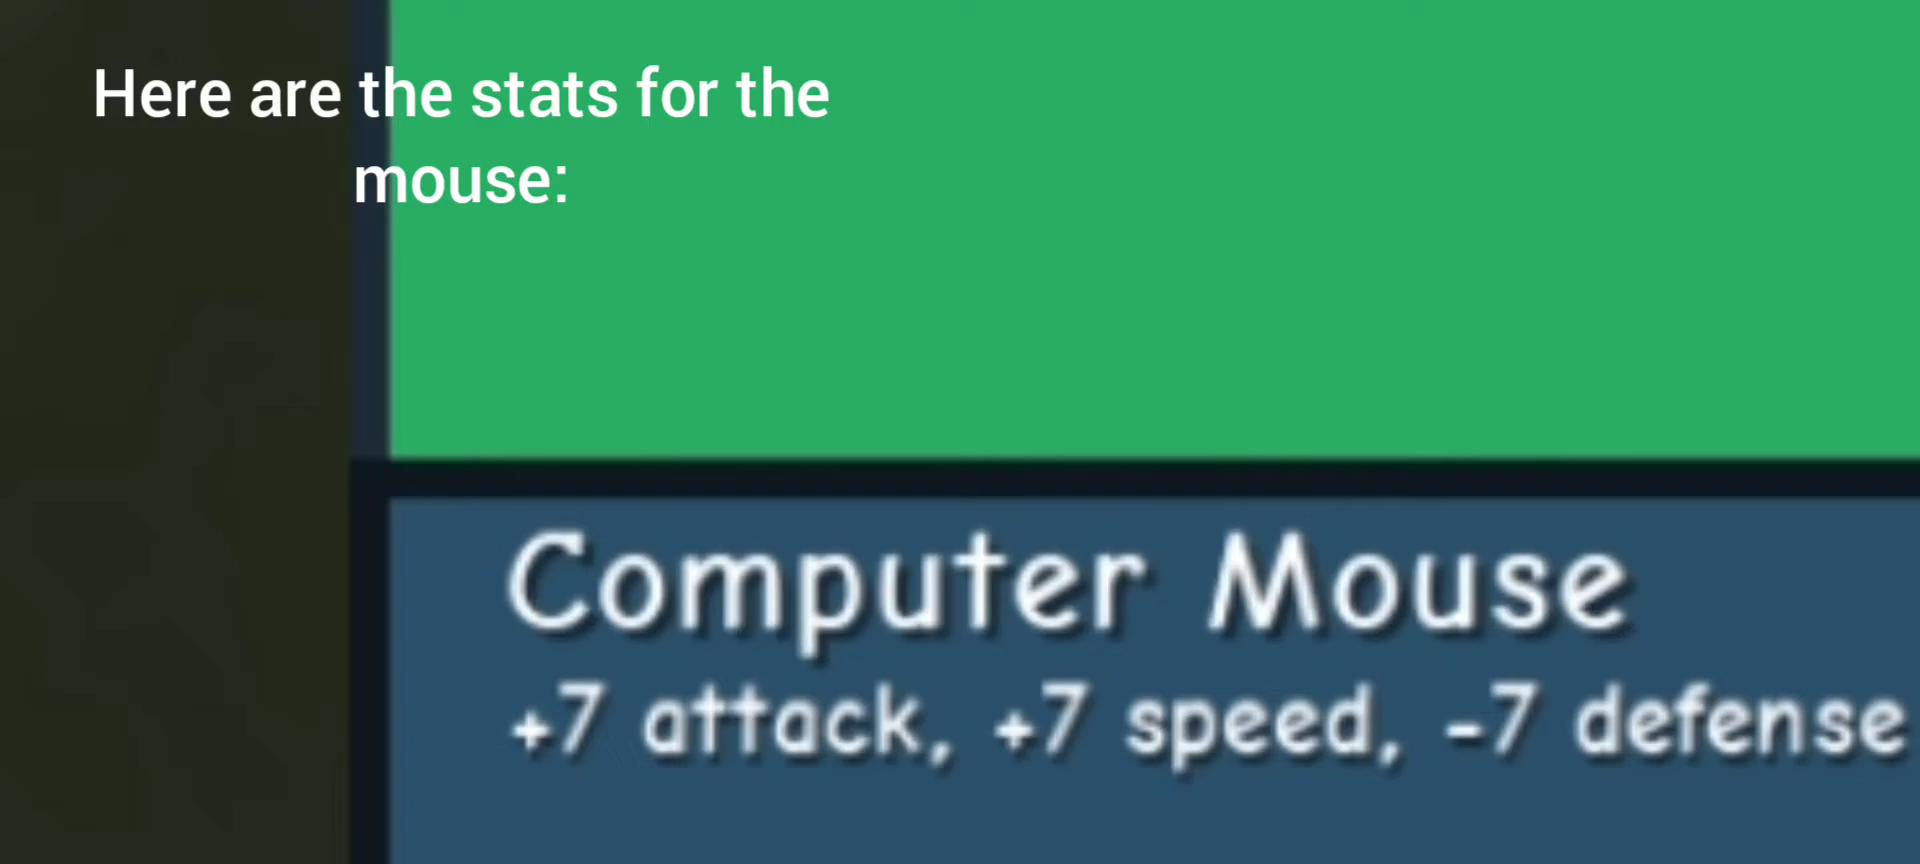 Here are the stats for the
mouse:
Computer Mouse
+7 attack, +7 speed, -7 defense